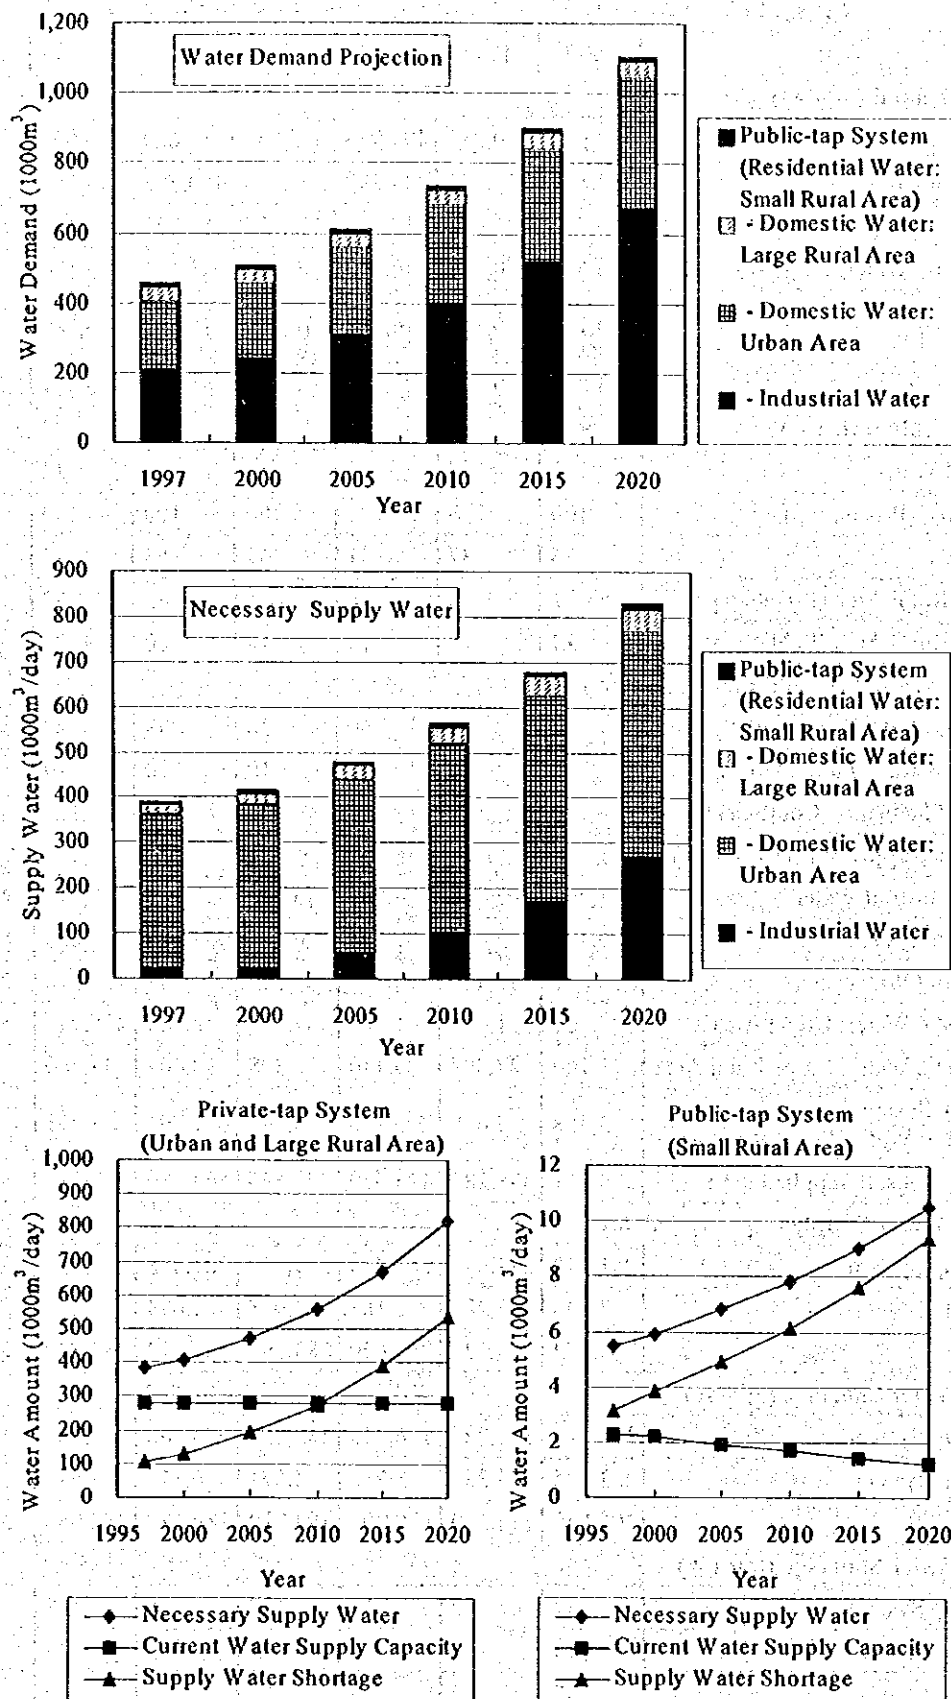 Water Demand Projection
Water Demand (1000m³)
1,200
1,000
800
600
400
200
0
1997 2000 2005 2010 2015 2020
Year
Public-tap System
(Residential Water:
Small Rural Area)
- Domestic Water:
Large Rural Area
- Domestic Water:
Urban Area
- Industrial Water
Necessary Supply Water
Supply Water (1000m³/day)
900
800
700
600
500
400
300
200
100
0
1997 2000 2005 2010 2015 2020
Year
Public-tap System
(Residential Water:
Small Rural Area)
- Domestic Water:
Large Rural Area
- Domestic Water:
Urban Area
- Industrial Water
Private-tap System
(Urban and Large Rural Area)
Water Amount (1000m³/day)
1,000
900
800
700
600
500
400
300
200
100
0
1995 2000 2005 2010 2015 2020
Year
Necessary Supply Water
Current Water Supply Capacity
Supply Water Shortage
Public-tap System
(Small Rural Area)
Water Amount (1000m³/day)
12
10
8
6
4
2
0
1995 2000 2005 2010 2015 2020
Year
Necessary Supply Water
Current Water Supply Capacity
Supply Water Shortage